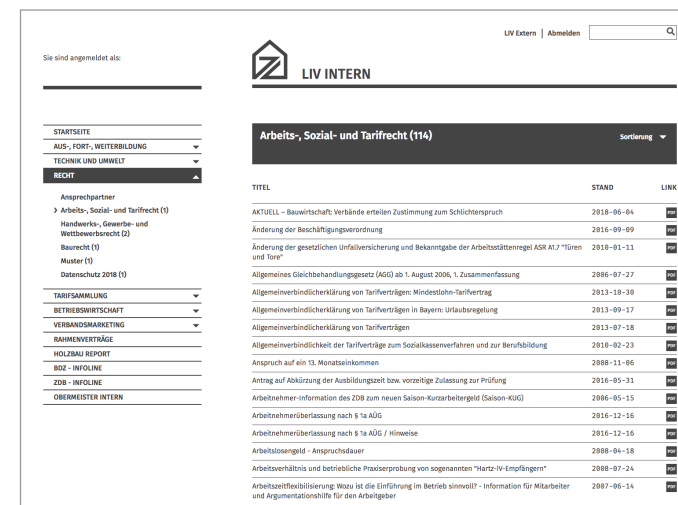 LIV Extern | Abmelden
Sie sind angemeldet als:
LIV INTERN
STARTSEITE
AUS-, FORT-, WEITERBILDUNG
TECHNIK UND UMWELT
RECHT
Ansprechpartner
Arbeits-, Sozial- und Tarifrecht (1)
Handwerks-, Gewerbe- und
Wettbewerbsrecht (2)
Baurecht (1)
Muster (1)
Datenschutz 2018 (1)
TARIFSAMMLUNG
BETRIEBSWIRTSCHAFT
VERBANDSMARKETING
RAHMENVERTRÄGE
HOLZBAU REPORT
BDZ - INFOLINE
ZDB - INFOLINE
OBERMEISTER INTERN
Arbeits-, Sozial- und Tarifrecht (114) Sortierung
TITEL STAND LINK
AKTUELL – Bauwirtschaft: Verbände erteilen Zustimmung zum Schlichterspruch 2018-06-04 PDF
Änderung der Beschäftigungsverordnung 2016-09-09 PDF
Änderung der gesetzlichen Unfallversicherung und Bekanntgabe der Arbeitsstättenregel ASR A1.7 "Türen 2010-01-11 PDF
und Tore"
Allgemeines Gleichbehandlungsgesetz (AGG) ab 1. August 2006, 1. Zusammenfassung 2006-07-27 PDF
Allgemeinverbindlicherklärung von Tarifverträgen: Mindestlohn-Tarifvertrag 2013-10-30 PDF
Allgemeinverbindlicherklärung von Tarifverträgen in Bayern: Urlaubsregelung 2013-09-17 PDF
Allgemeinverbindlicherklärung von Tarifverträgen 2013-07-18 PDF
Allgemeinverbindlichkeit der Tarifverträge zum Sozialkassenverfahren und zur Berufsbildung 2010-02-23 PDF
Anspruch auf ein 13. Monatseinkommen 2008-11-06 PDF
Antrag auf Abkürzung der Ausbildungszeit bzw. vorzeitige Zulassung zur Prüfung 2016-05-31 PDF
Arbeitnehmer-Information des ZDB zum neuen Saison-Kurzarbeitergeld (Saison-KUG) 2006-05-15 PDF
Arbeitnehmerüberlassung nach § 1a AÜG 2016-12-16 PDF
Arbeitnehmerüberlassung nach § 1a AÜG / Hinweise 2016-12-16 PDF
Arbeitslosengeld - Anspruchsdauer 2008-04-18 PDF
Arbeitsverhältnis und betriebliche Praxiserprobung von sogenannten "Hartz-IV-Empfängern" 2008-07-24 PDF
Arbeitszeitflexibilisierung: Wozu ist die Einführung im Betrieb sinnvoll? - Information für Mitarbeiter 2007-06-14 PDF
und Argumentationshilfe für den Arbeitgeber